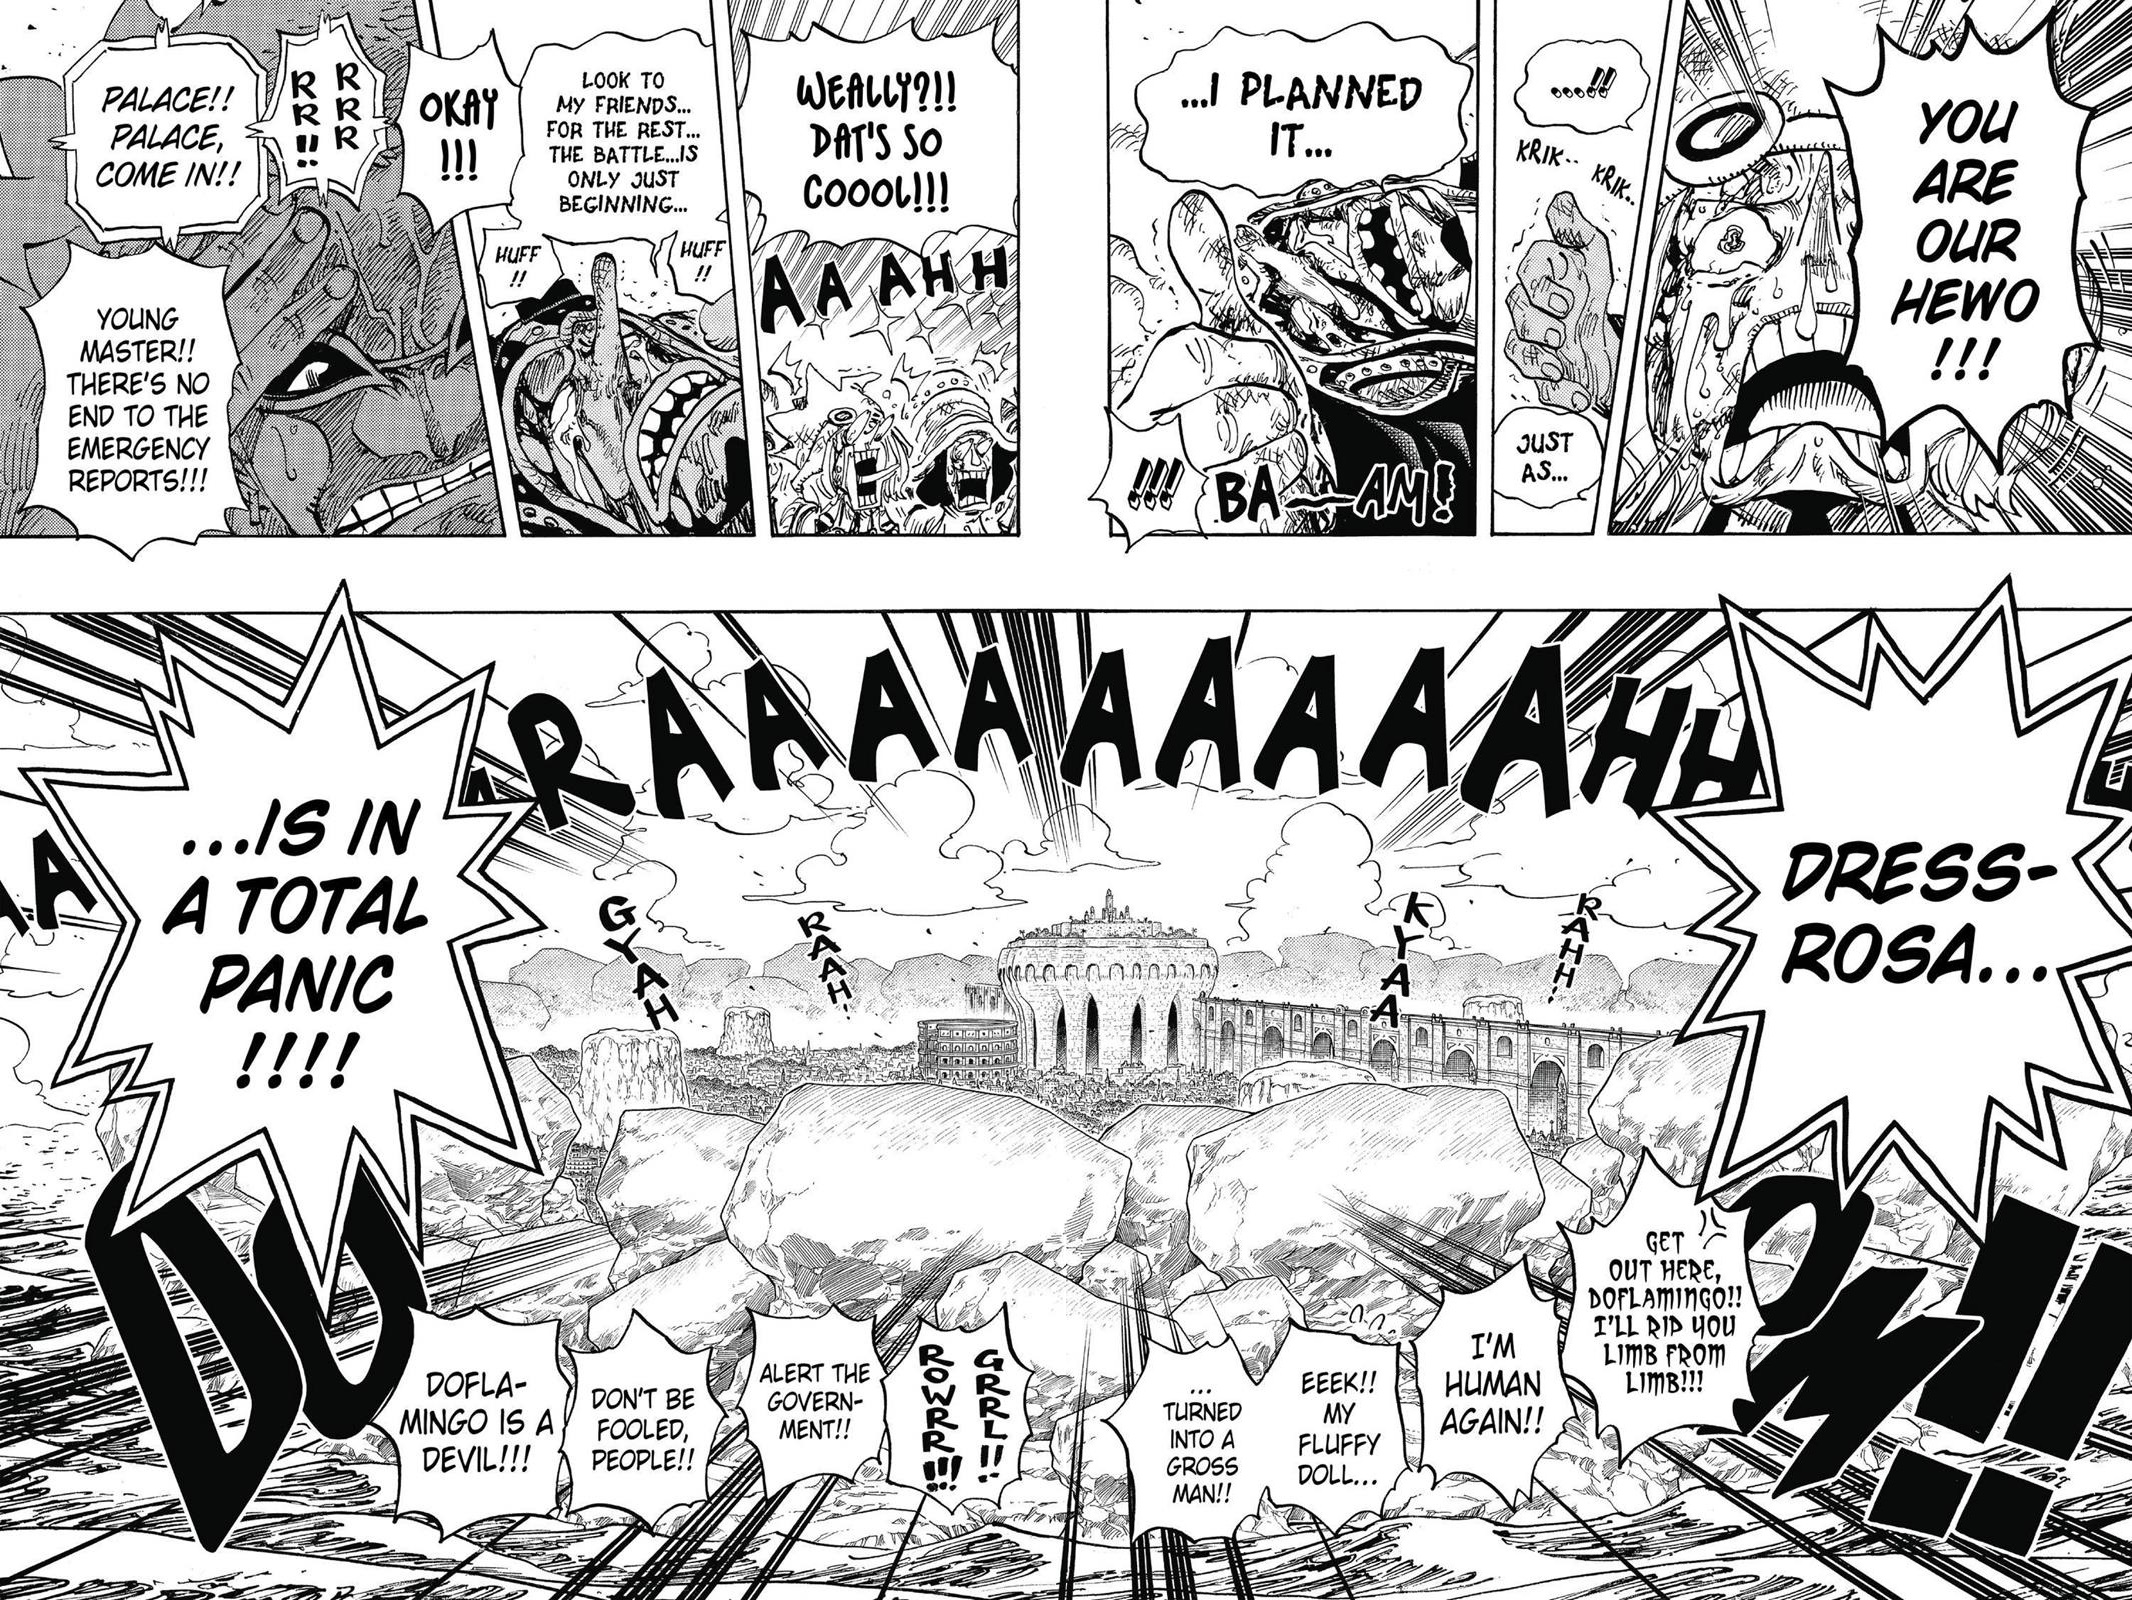 YOU
ARE
OUR
HEWO
!!!
...!!
KRIK..
KRIK..
JUST
AS...
...I PLANNED
IT...
!!!
BA—AM!
WEALLY?!!
DAT'S SO
COOOL!!!
AAAHH
LOOK TO
MY FRIENDS...
FOR THE REST...
THE BATTLE...IS
ONLY JUST
BEGINNING...
HUFF
!!
HUFF
!!
OKAY
!!!
RRR
RR!!
PALACE!!
PALACE,
COME IN!!
YOUNG
MASTER!!
THERE'S NO
END TO THE
EMERGENCY
REPORTS!!!
DRESS-
ROSA...
RAAAAAAAAAHH
...IS IN
A TOTAL
PANIC
!!!!
AA
RAHH!
KYAA
RAAH!
GYAH
DOOM!!
GET
OUT HERE,
DOFLAMINGO!!
I'LL RIP YOU
LIMB FROM
LIMB!!!
I'M
HUMAN
AGAIN!!
EEEK!!
MY
FLUFFY
DOLL...
...
TURNED
INTO A
GROSS
MAN!!
GRRL!!
ROWRR!!!
ALERT THE
GOVERN-
MENT!!
DON'T BE
FOOLED,
PEOPLE!!
DOFLA-
MINGO IS A
DEVIL!!!